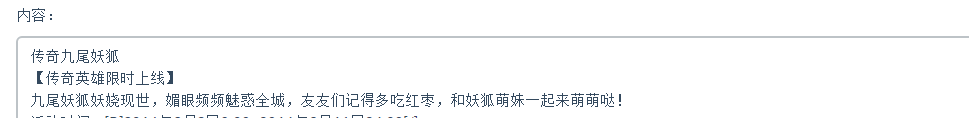 内容：
传奇九尾妖狐
【传奇英雄限时上线】
九尾妖狐妖娆现世，媚眼频频魅惑全城，友友们记得多吃红枣，和妖狐萌妹一起来萌萌哒！